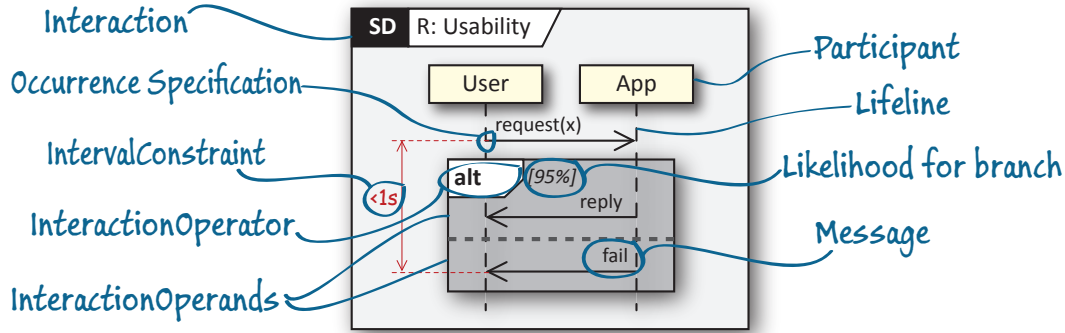 Interaction
SD R: Usability
Participant
Occurrence Specification
User
App
Lifeline
request(x)
IntervalConstraint
alt
[95%]
Likelihood for branch
<1s
reply
InteractionOperator
Message
fail
InteractionOperands